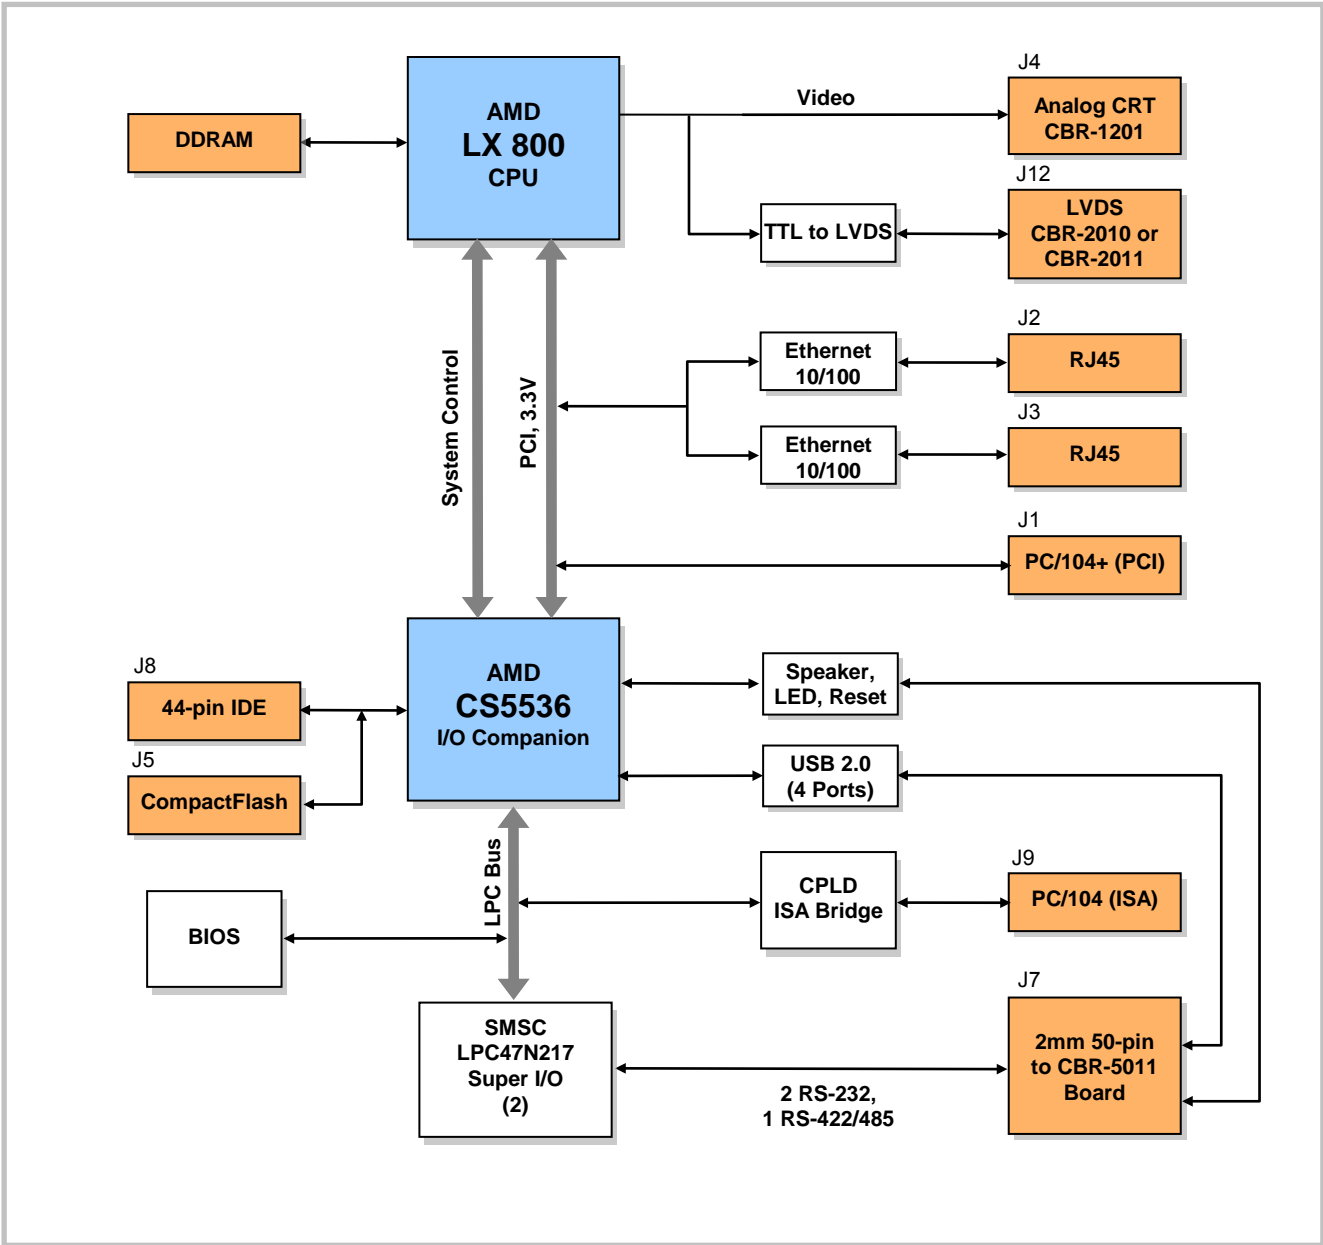 J4
AMD
LX 800
CPU
Video
Analog CRT
CBR-1201
DDRAM
J12
TTL to LVDS
LVDS
CBR-2010 or
CBR-2011
System Control
PCI, 3.3V
J2
Ethernet
10/100
RJ45
J3
Ethernet
10/100
RJ45
J1
PC/104+ (PCI)
J8
44-pin IDE
AMD
CS5536
I/O Companion
Speaker,
LED, Reset
J5
CompactFlash
USB 2.0
(4 Ports)
LPC Bus
CPLD
ISA Bridge
J9
PC/104 (ISA)
BIOS
J7
SMSC
LPC47N217
Super I/O
(2)
2 RS-232,
1 RS-422/485
2mm 50-pin
to CBR-5011
Board